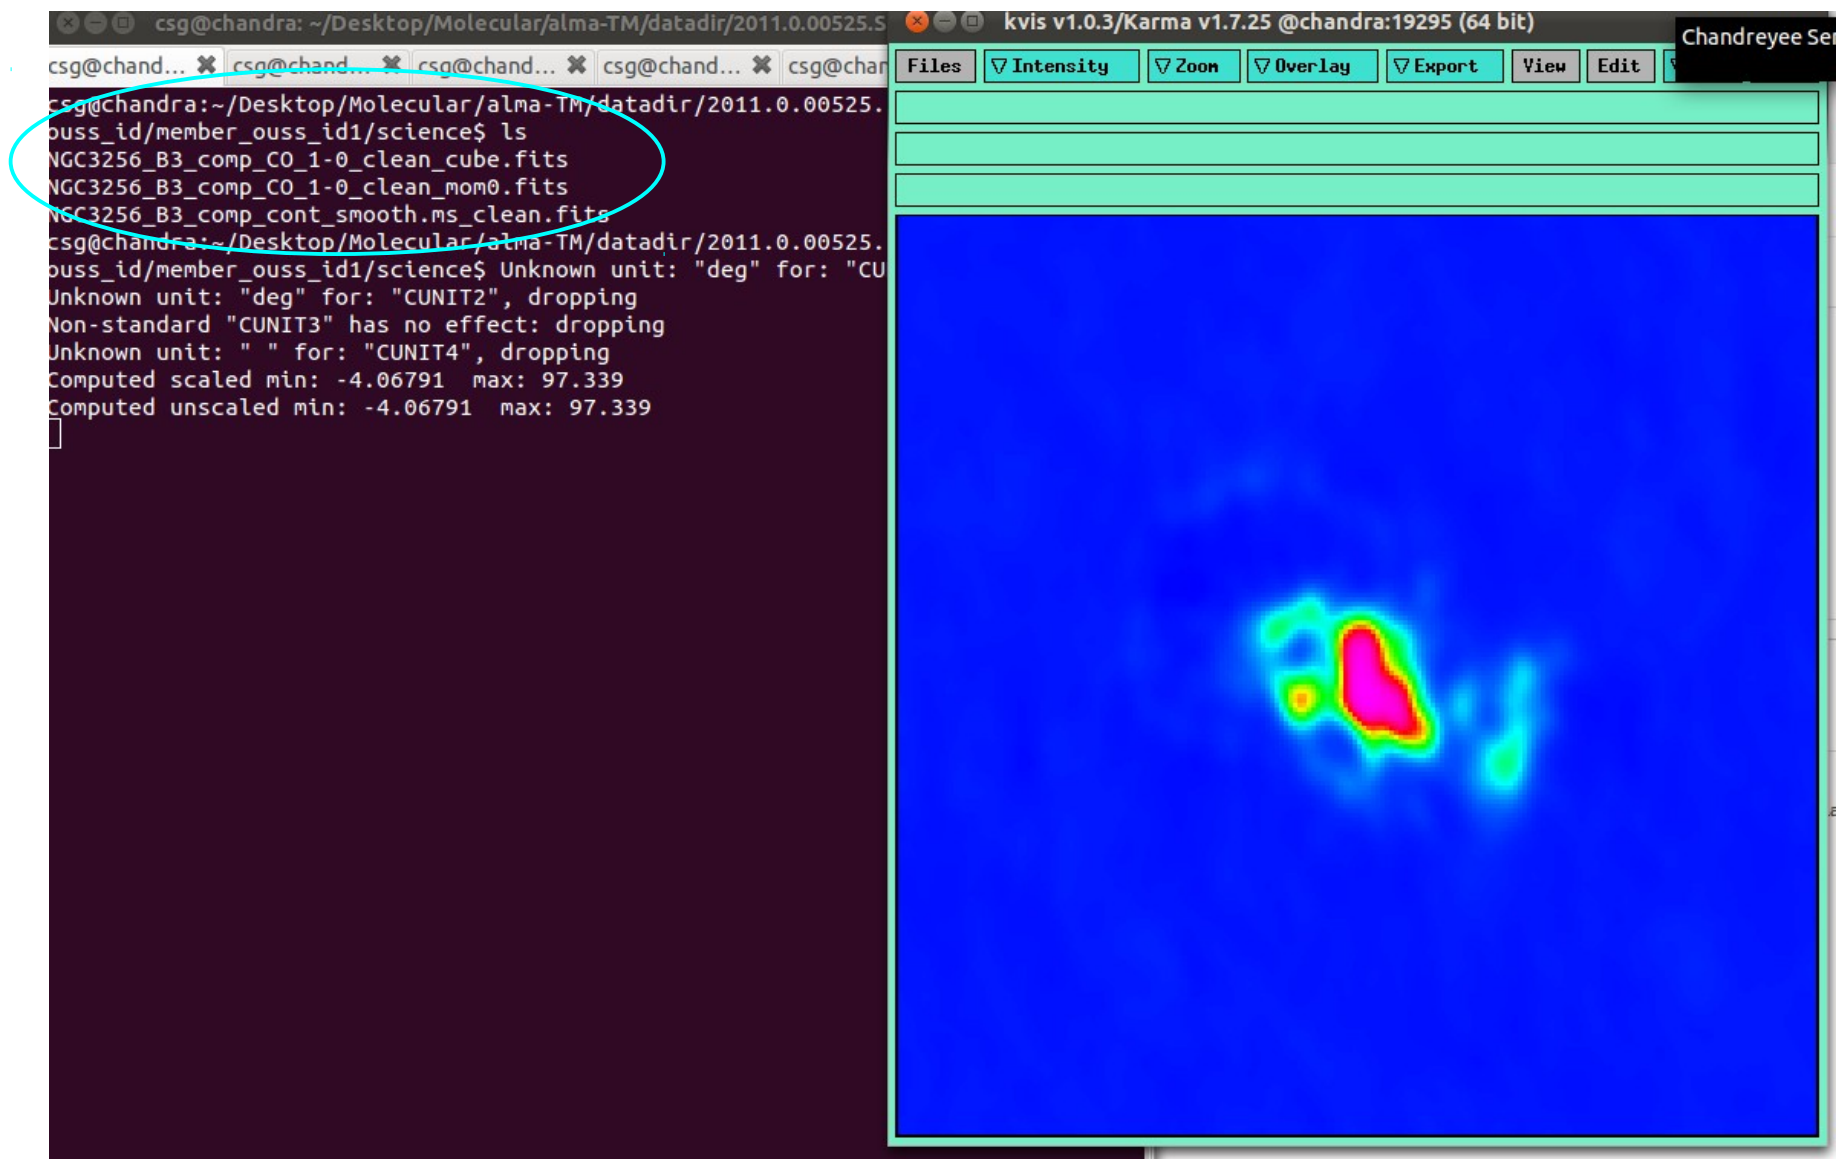 csg@chandra: ~/Desktop/Molecular/alma-TM/datadir/2011.0.00525.S
kvis v1.0.3/Karma v1.7.25 @chandra:19295 (64 bit)
Chandreyee Sen
csg@chand... csg@chand... csg@chand... csg@chand... csg@chan
Files Intensity Zoom Overlay Export View Edit
csg@chandra:~/Desktop/Molecular/alma-TM/datadir/2011.0.00525.
ouss_id/member_ouss_id1/science$ ls
NGC3256_B3_comp_CO_1-0_clean_cube.fits
NGC3256_B3_comp_CO_1-0_clean_mom0.fits
NGC3256_B3_comp_cont_smooth.ms_clean.fits
csg@chandra:~/Desktop/Molecular/alma-TM/datadir/2011.0.00525.
ouss_id/member_ouss_id1/science$ Unknown unit: "deg" for: "CU
Unknown unit: "deg" for: "CUNIT2", dropping
Non-standard "CUNIT3" has no effect: dropping
Unknown unit: " " for: "CUNIT4", dropping
Computed scaled min: -4.06791  max: 97.339
Computed unscaled min: -4.06791  max: 97.339